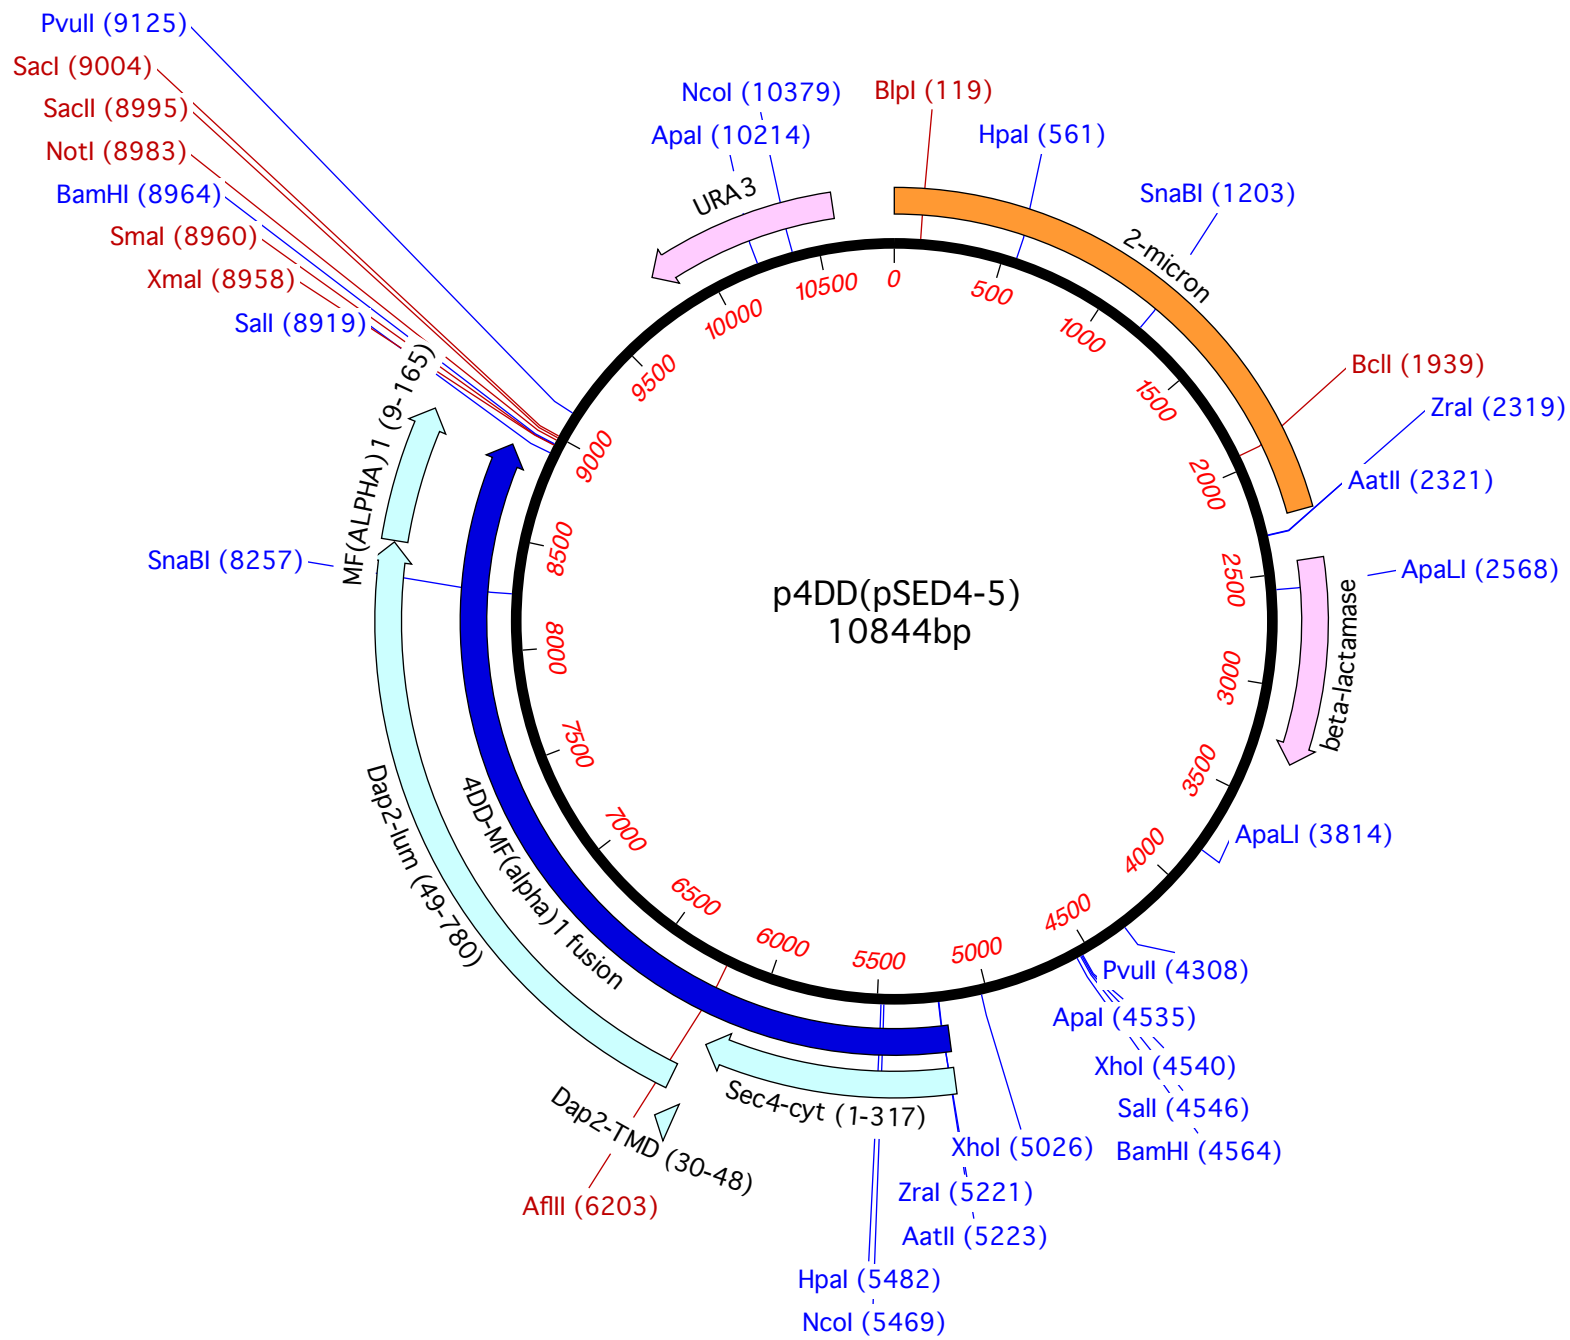 PvuII (9125)
SacI (9004)
SacII (8995)
NotI (8983)
BamHI (8964)
SmaI (8960)
XmaI (8958)
SalI (8919)
NcoI (10379)
ApaI (10214)
URA3
BlpI (119)
HpaI (561)
SnaBI (1203)
2-micron
BclI (1939)
ZraI (2319)
AatII (2321)
ApaLI (2568)
beta-lactamase
ApaLI (3814)
PvuII (4308)
ApaI (4535)
XhoI (4540)
SalI (4546)
BamHI (4564)
XhoI (5026)
ZraI (5221)
AatII (5223)
HpaI (5482)
NcoI (5469)
Sec4-cyt (1-317)
Dap2-TMD (30-48)
AflII (6203)
4DD-MF(alpha)1 fusion
Dap2-lum (49-780)
SnaBI (8257)
MF(ALPHA)1 (9-165)
p4DD(pSED4-5)
10844bp
0
500
1000
1500
2000
2500
3000
3500
4000
4500
5000
5500
6000
6500
7000
7500
8000
8500
9000
9500
10000
10500